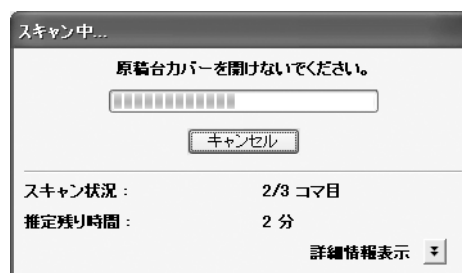 スキャン中...
原稿台カバーを開けないでください。
キャンセル
スキャン状況： 2/3 コマ目
推定残り時間： 2 分
詳細情報表示